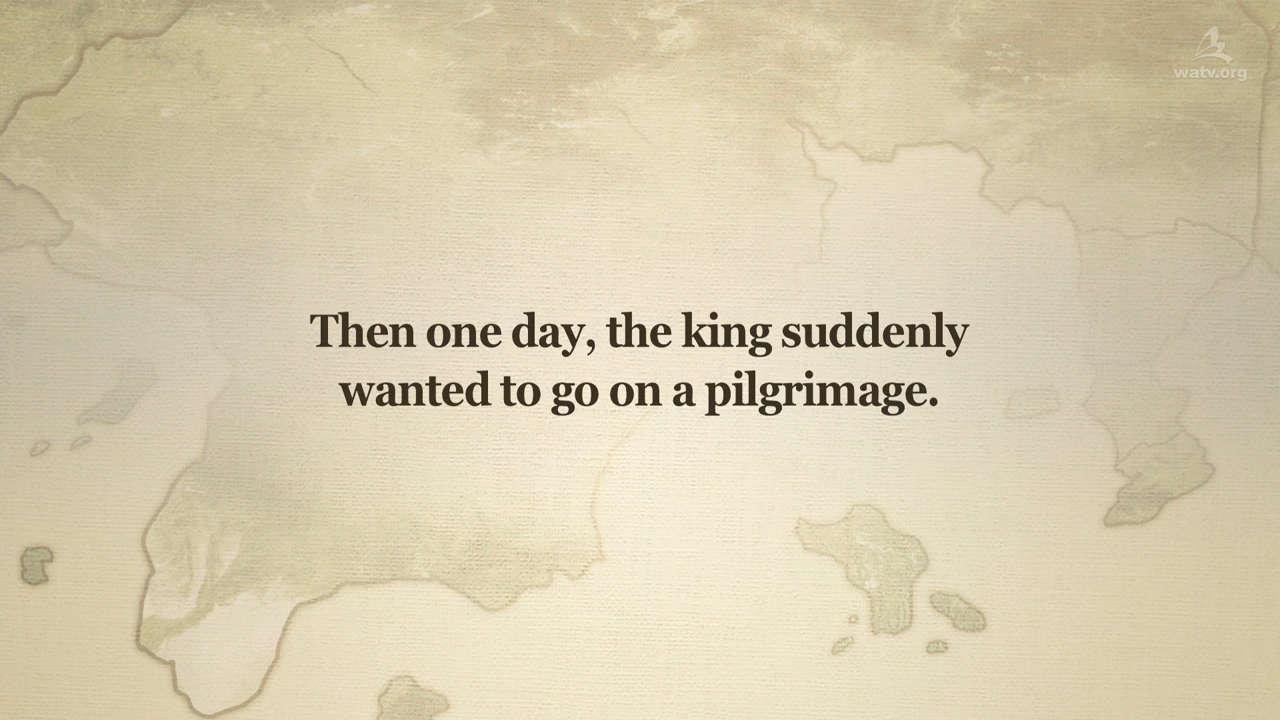 watv.org
Then one day, the king suddenly
wanted to go on a pilgrimage.